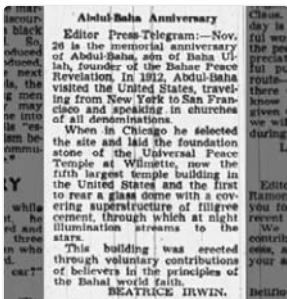 Abdul-Baha Anniversary
Editor Press-Telegram:—Nov.
26 is the memorial anniversary
of Abdul-Baha, son of Baha Ul
lah, founder of the Bahae Peace
Revelation. In 1912, Abdul-Baha
visited the United States, travel-
ing from New York to San Fran-
cisco and speaking in churches
of all denominations.
When in Chicago he selected
the site and laid the foundation
stone of the Universal Peace
Temple at Wilmette, now the
fifth largest temple building in
the United States and the first
to rear a glass dome with a co-
vering superstructure of filigree
cement, through which at night
illumination streams to the
stars.
This building was erected
through voluntary contributions
of believers in the principles of
the Bahai world faith.
BEATRICE IRWIN.